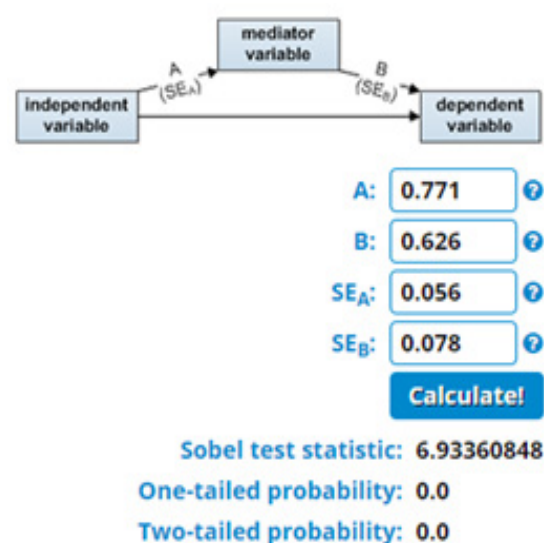 mediator
variable
A
(SEA)
B
(SEB)
independent
variable
dependent
variable
A: 0.771 ?
B: 0.626 ?
SEA: 0.056 ?
SEB: 0.078 ?
Calculate!
Sobel test statistic: 6.93360848
One-tailed probability: 0.0
Two-tailed probability: 0.0